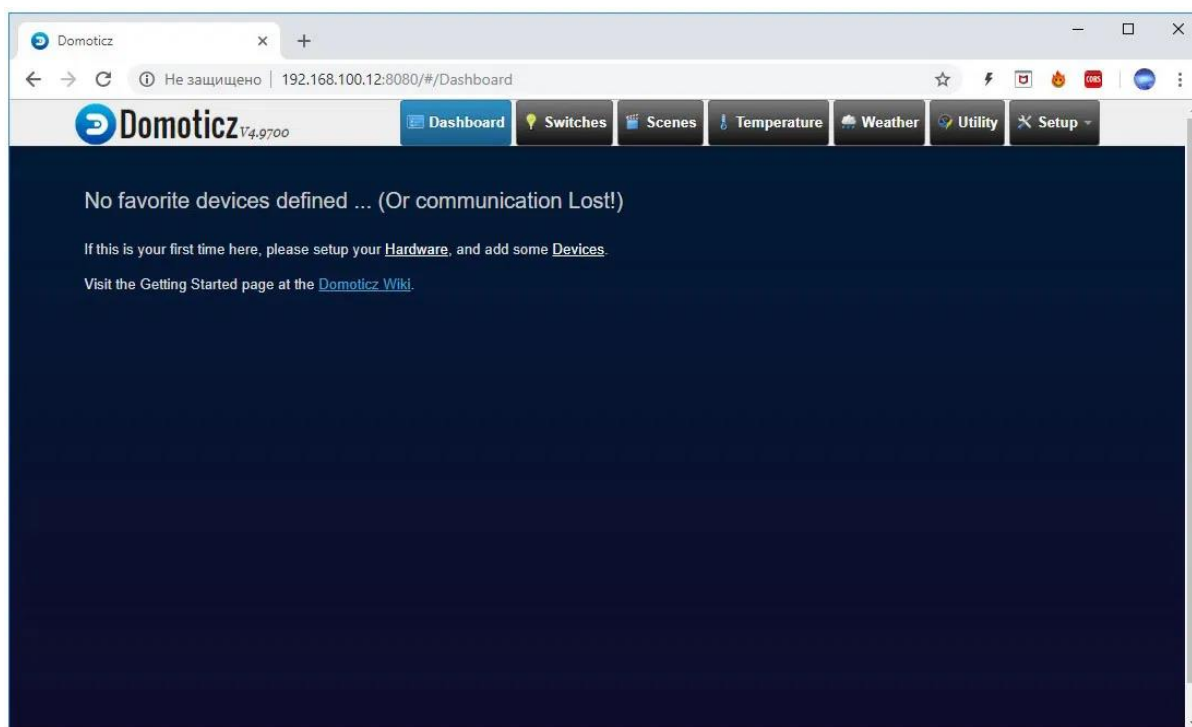 Domoticz
Не защищено | 192.168.100.12:8080/#/Dashboard
CORS
Domoticz V4.9700
Dashboard
Switches
Scenes
Temperature
Weather
Utility
Setup
No favorite devices defined ... (Or communication Lost!)
If this is your first time here, please setup your Hardware, and add some Devices.
Visit the Getting Started page at the Domoticz Wiki.